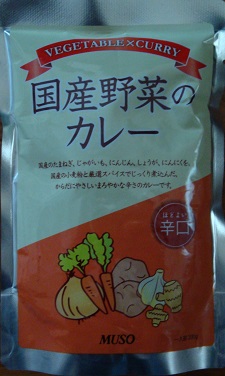 VEGETABLE×CURRY
国産野菜の
カレー
国産のたまねぎ、じゃがいも、にんじん、しょうが、にんにくを、
国産の小麦粉と厳選スパイスでじっくり煮込んだ、
からだにやさしいまろやかな辛さのカレーです。
ほどよい
辛口
MUSO